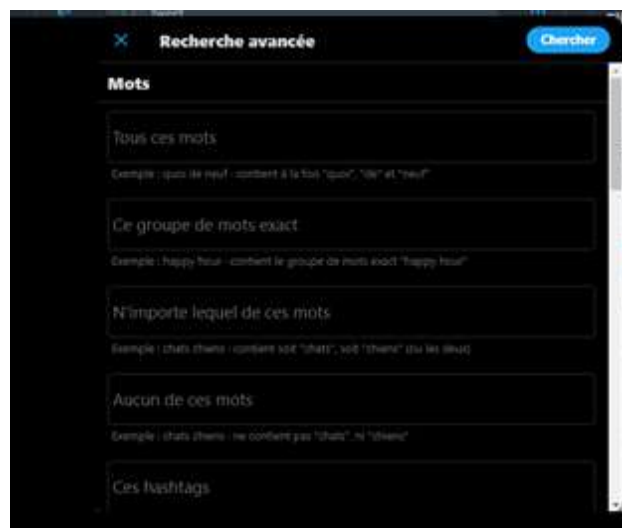 Recherche avancée
Chercher
Mots
Tous ces mots
Exemple : quoi de neuf · contient à la fois "quoi", "de" et "neuf"
Ce groupe de mots exact
Exemple : happy hour · contient le groupe de mots exact "happy hour"
N'importe lequel de ces mots
Exemple : chats chiens · contient soit "chats", soit "chiens" (ou les deux)
Aucun de ces mots
Exemple : chats chiens · ne contient pas "chats", ni "chiens"
Ces hashtags